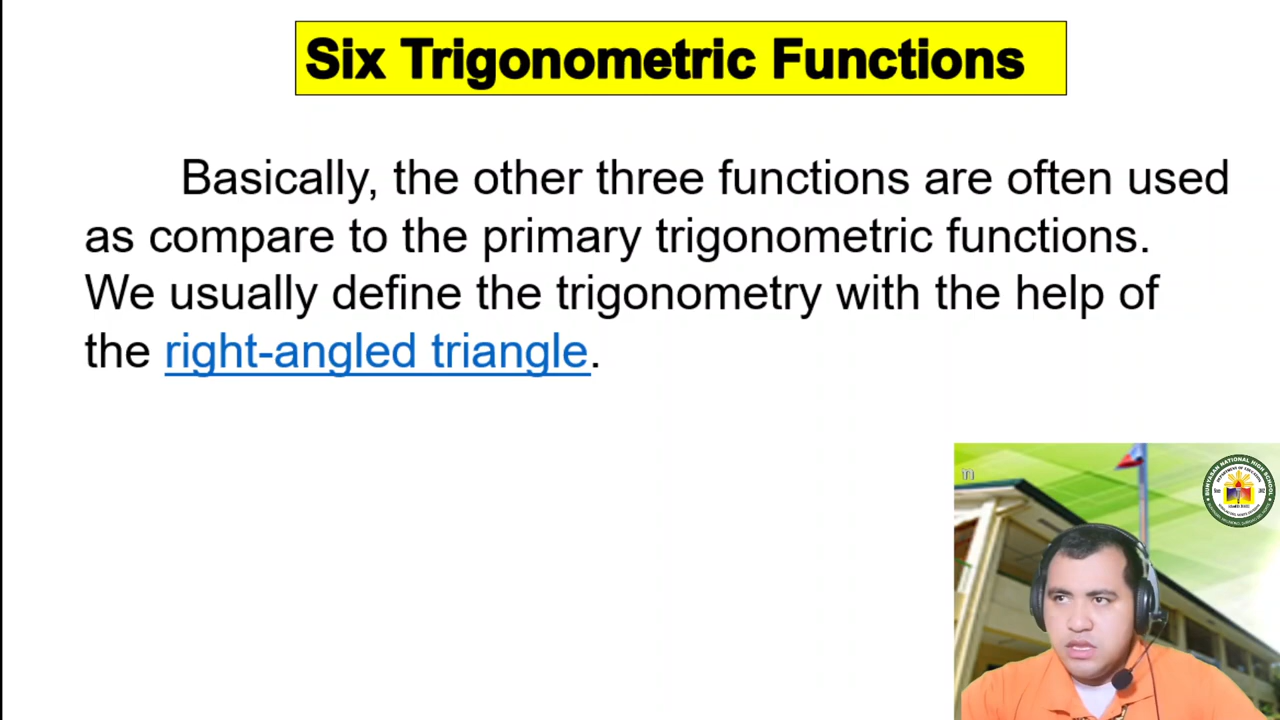 Six Trigonometric Functions
Basically, the other three functions are often used
as compare to the primary trigonometric functions.
We usually define the trigonometry with the help of
the right-angled triangle.